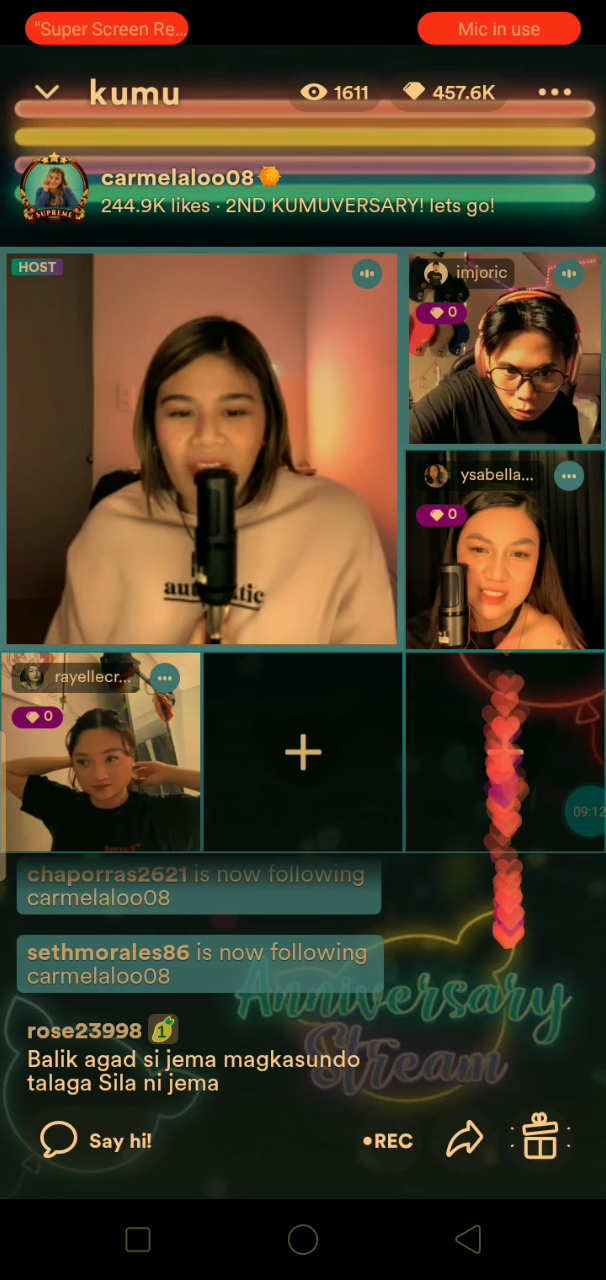 "Super Screen Re...
Mic in use
kumu
1611
457.6K
carmelaloo08
244.9K likes · 2ND KUMUVERSARY! lets go!
SUPREME
HOST
imjoric
0
ysabella...
0
rayellecr...
0
09:12
chaporras2621 is now following
carmelaloo08
sethmorales86 is now following
carmelaloo08
Anniversary
Stream
rose23998 1
Balik agad si jema magkasundo
talaga Sila ni jema
Say hi!
REC